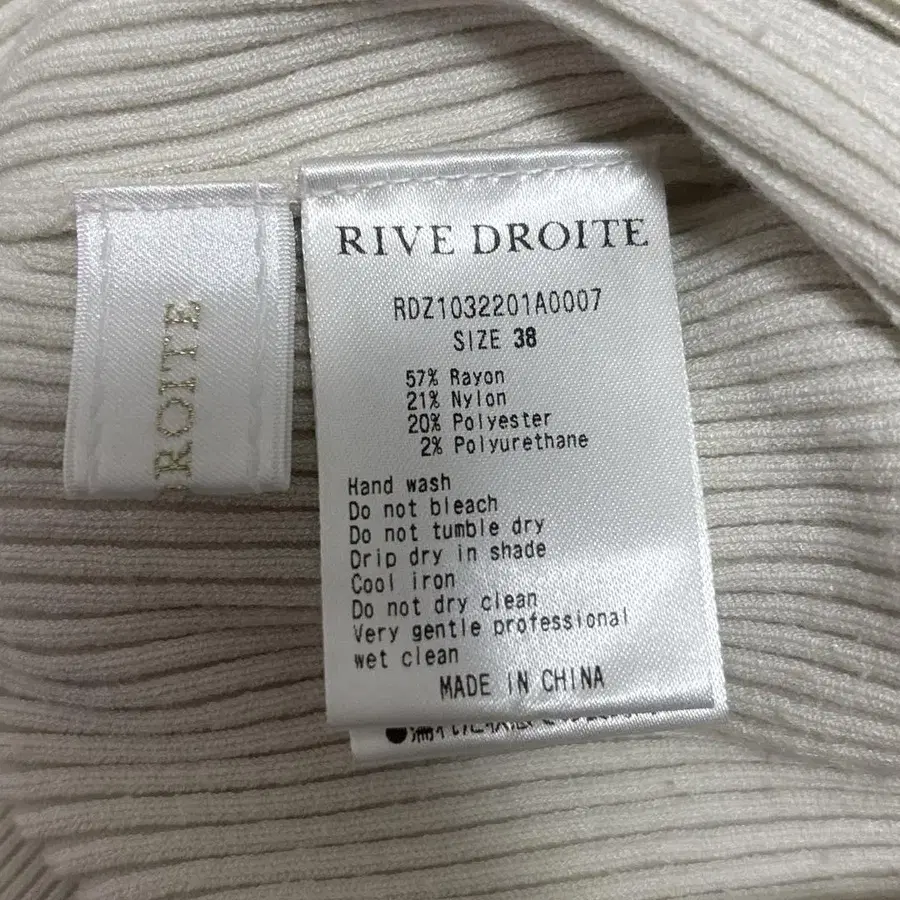 ROITE
RIVE DROITE
RDZ1032201A0007
SIZE 38
57% Rayon
21% Nylon
20% Polyester
2% Polyurethane
Hand wash
Do not bleach
Do not tumble dry
Drip dry in shade
Cool iron
Do not dry clean
Very gentle professional
wet clean
MADE IN CHINA